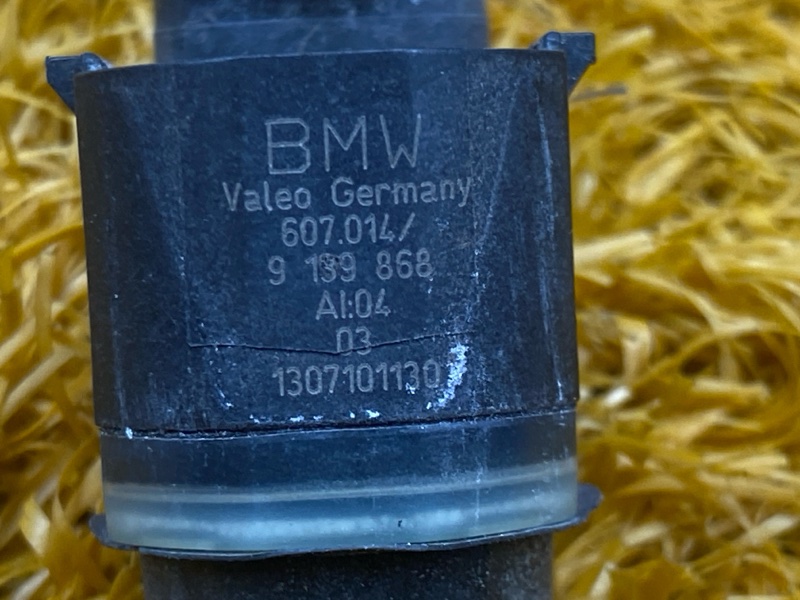 BMW
Valeo Germany
607.014/
9 139 868
AI:04
03
1307101130